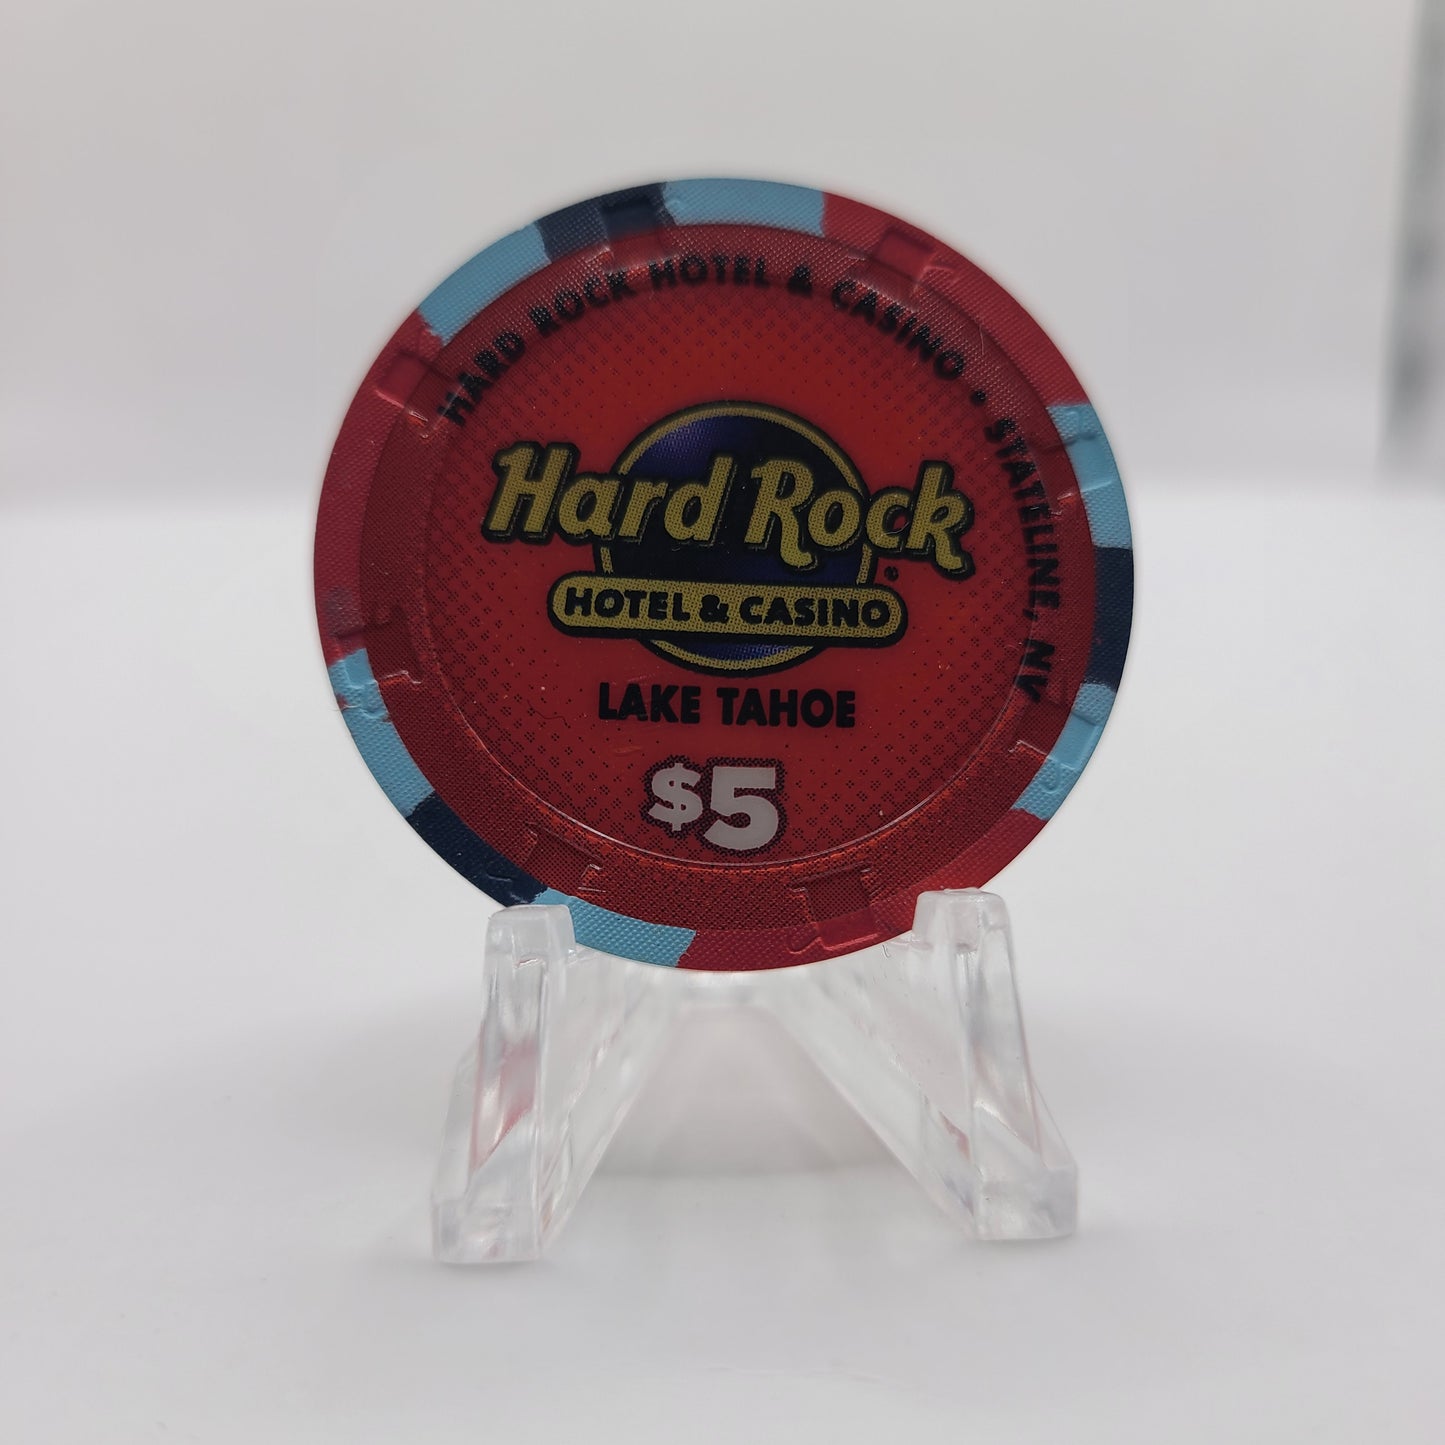 HARD ROCK HOTEL & CASINO • STATELINE, NV
Hard Rock
®
HOTEL & CASINO
LAKE TAHOE
$5